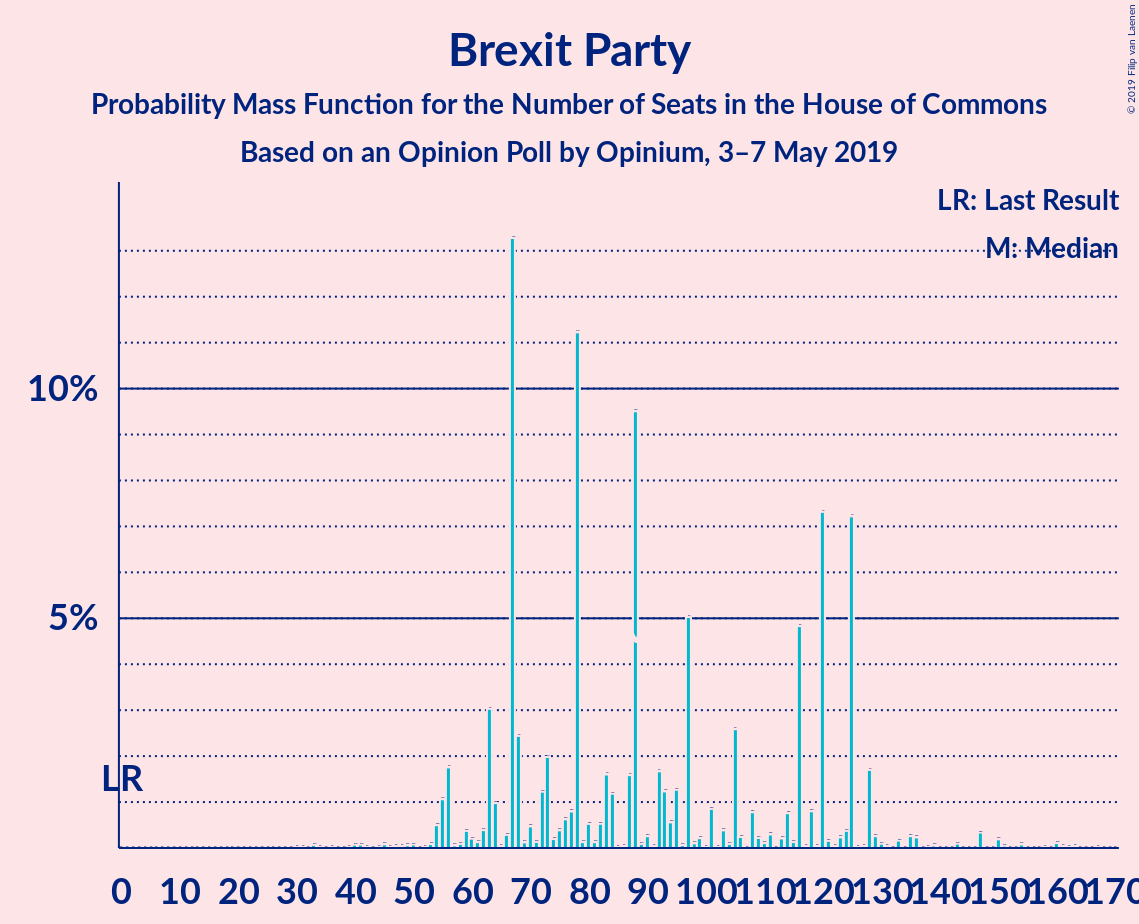 Brexit Party
Probability Mass Function for the Number of Seats in the House of Commons
Based on an Opinion Poll by Opinium, 3–7 May 2019
© 2019 Filip van Laenen
LR: Last Result
M: Median
10%
5%
LR
0 10 20 30 40 50 60 70 80 90 100 110 120 130 140 150 160 170